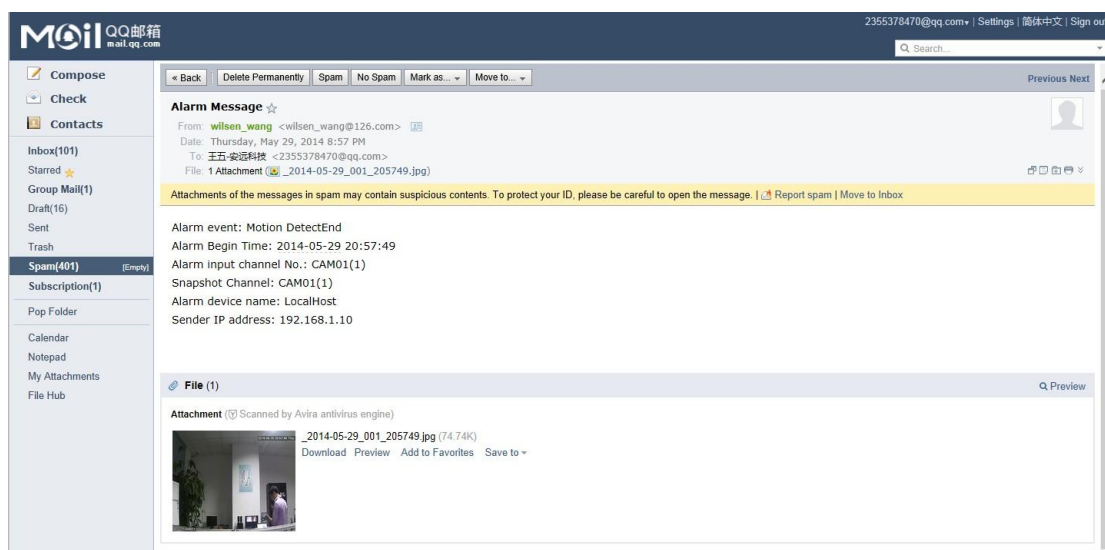 MOil QQ邮箱
mail.qq.com
2355378470@qq.com▾ | Settings | 简体中文 | Sign ou
Search...
Compose
Check
Contacts
Inbox(101)
Starred
Group Mail(1)
Draft(16)
Sent
Trash
Spam(401) [Empty]
Subscription(1)
Pop Folder
Calendar
Notepad
My Attachments
File Hub
« Back Delete Permanently Spam No Spam Mark as... Move to... Previous Next
Alarm Message ☆
From: wilsen_wang <wilsen_wang@126.com>
Date: Thursday, May 29, 2014 8:57 PM
To: 王五-安远科技 <2355378470@qq.com>
File: 1 Attachment ( _2014-05-29_001_205749.jpg)
Attachments of the messages in spam may contain suspicious contents. To protect your ID, please be careful to open the message. | Report spam | Move to Inbox
Alarm event: Motion DetectEnd
Alarm Begin Time: 2014-05-29 20:57:49
Alarm input channel No.: CAM01(1)
Snapshot Channel: CAM01(1)
Alarm device name: LocalHost
Sender IP address: 192.168.1.10
File (1) Preview
Attachment ( Scanned by Avira antivirus engine)
_2014-05-29_001_205749.jpg (74.74K)
Download Preview Add to Favorites Save to